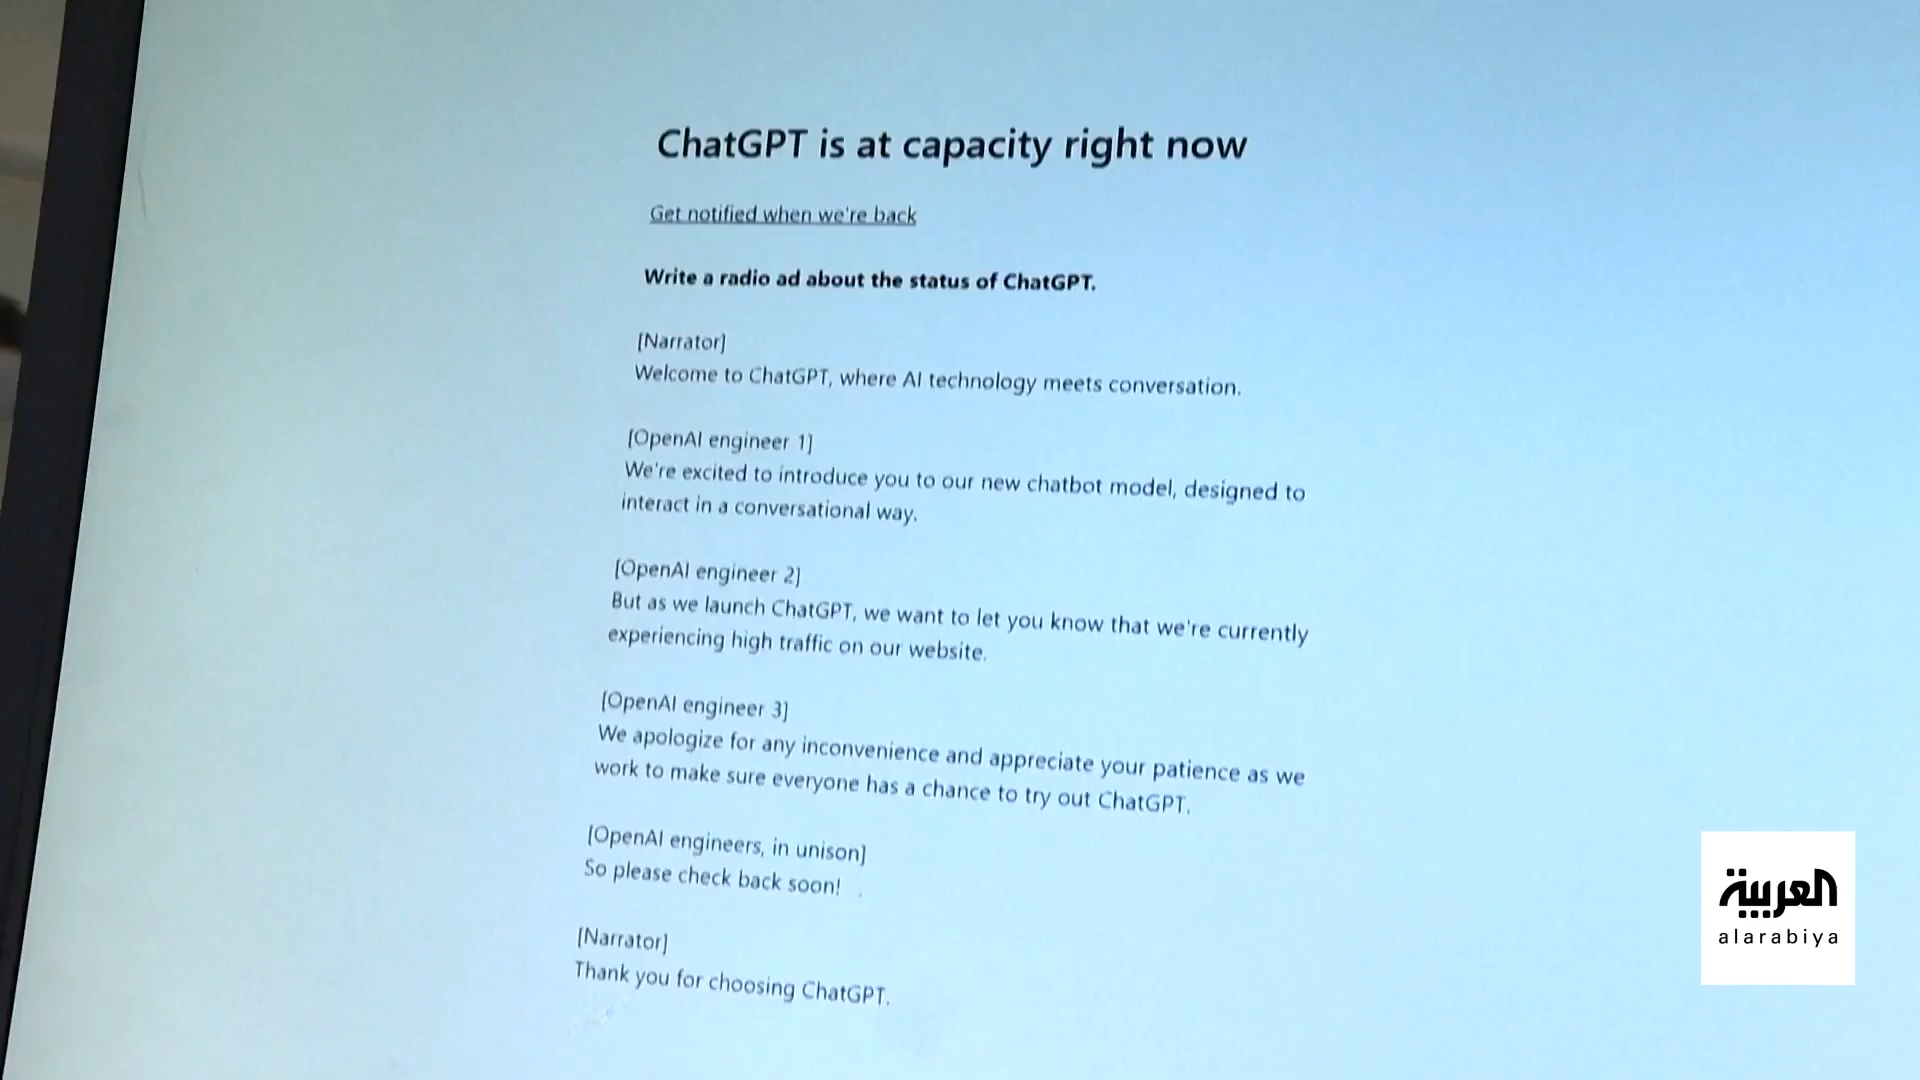 ChatGPT is at capacity right now
Get notified when we're back
Write a radio ad about the status of ChatGPT.
[Narrator]
Welcome to ChatGPT, where AI technology meets conversation.
[OpenAI engineer 1]
We're excited to introduce you to our new chatbot model, designed to
interact in a conversational way.
[OpenAI engineer 2]
But as we launch ChatGPT, we want to let you know that we're currently
experiencing high traffic on our website.
[OpenAI engineer 3]
We apologize for any inconvenience and appreciate your patience as we
work to make sure everyone has a chance to try out ChatGPT.
[OpenAI engineers, in unison]
So please check back soon!
[Narrator]
Thank you for choosing ChatGPT.
العربية
alarabiya